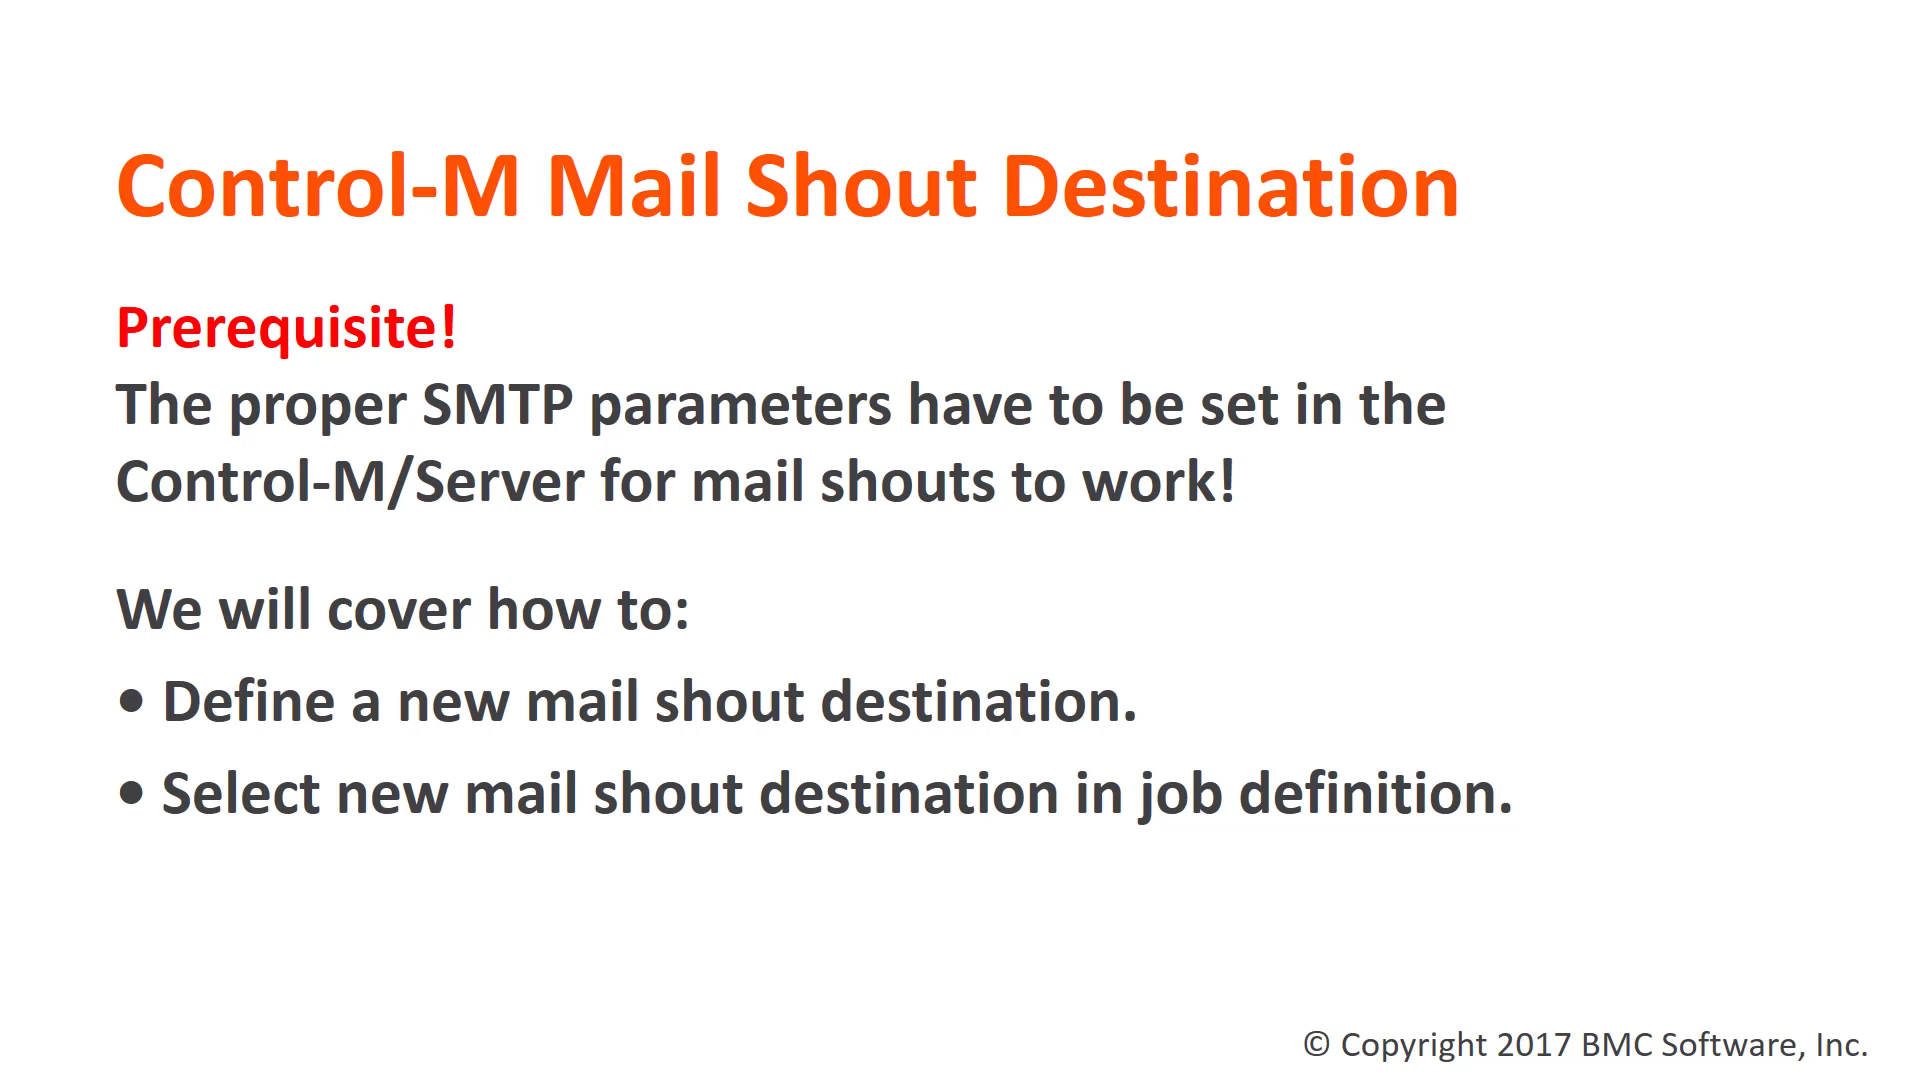 Control-M Mail Shout Destination
Prerequisite!
The proper SMTP parameters have to be set in the
Control-M/Server for mail shouts to work!
We will cover how to:
• Define a new mail shout destination.
• Select new mail shout destination in job definition.
© Copyright 2017 BMC Software, Inc.